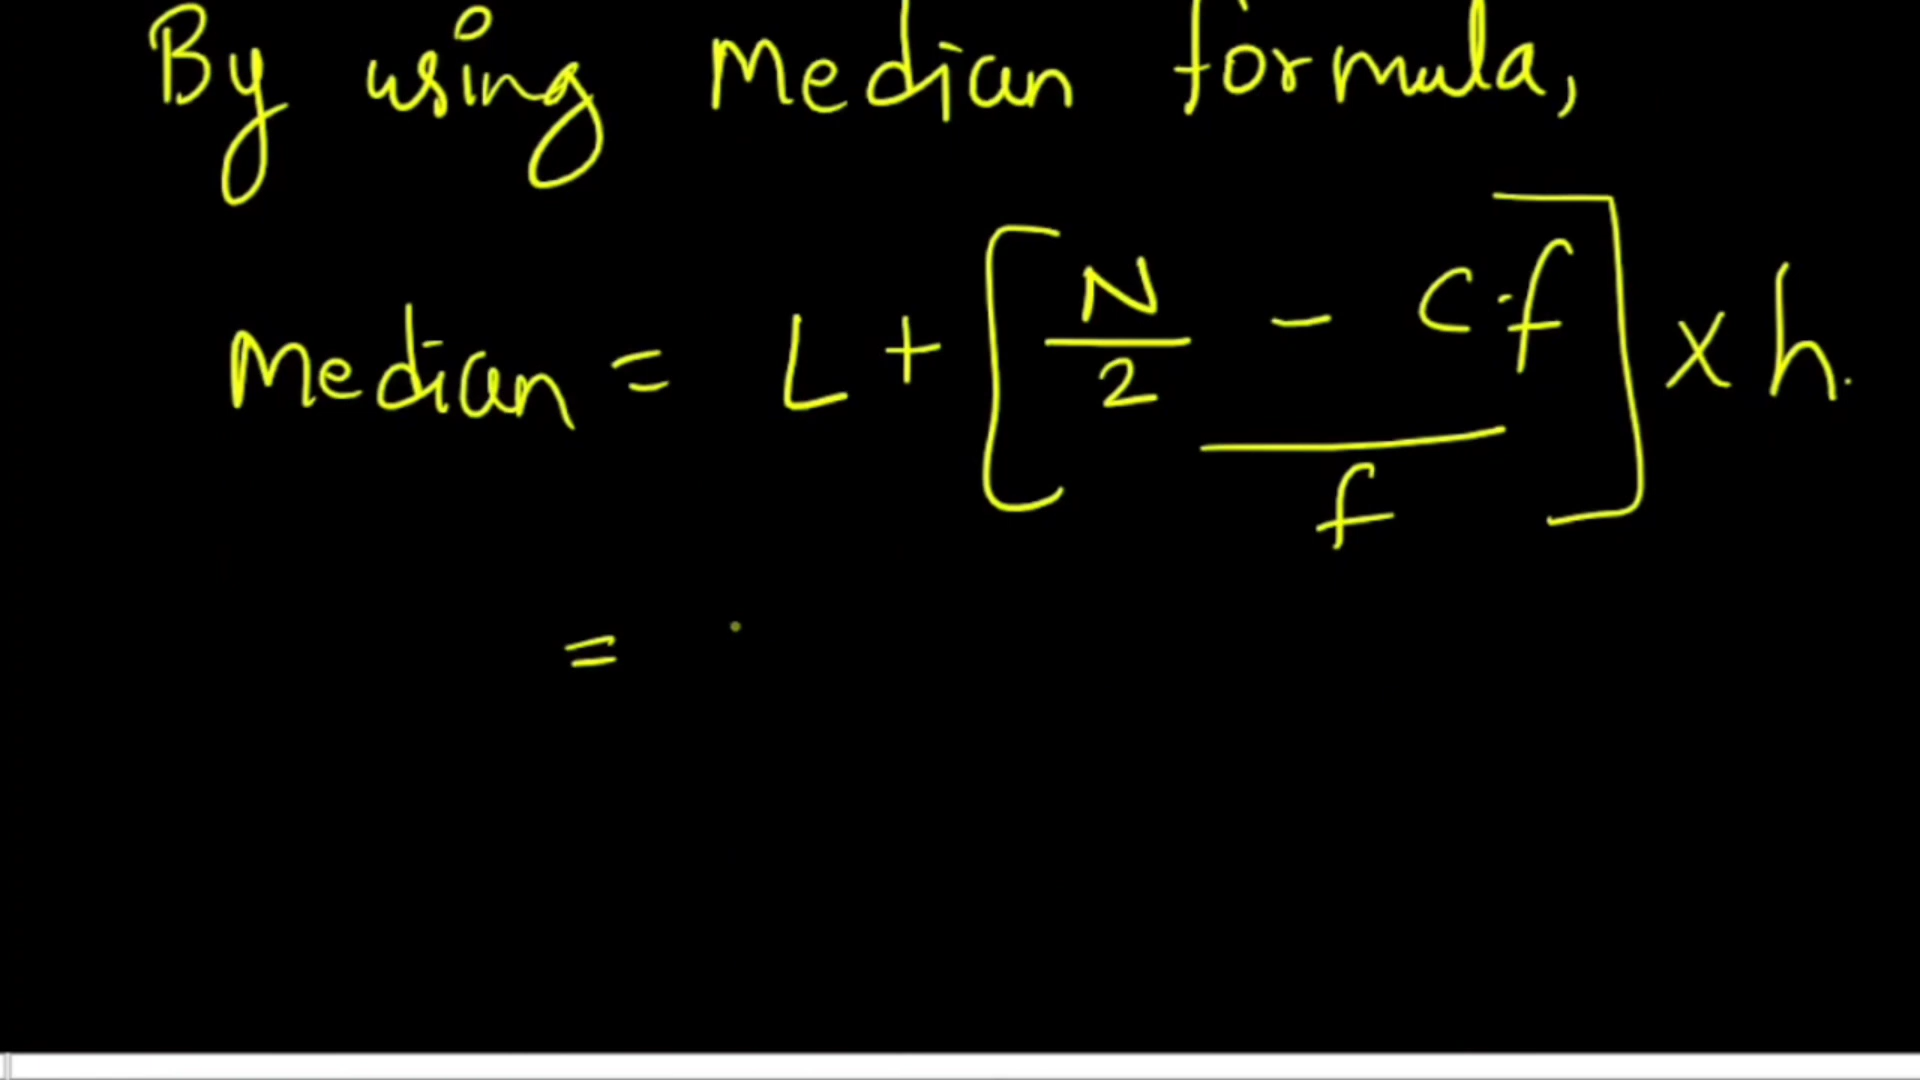 By using Median formula,
Median = L + [ N/2 - c.f / f ] x h.
=